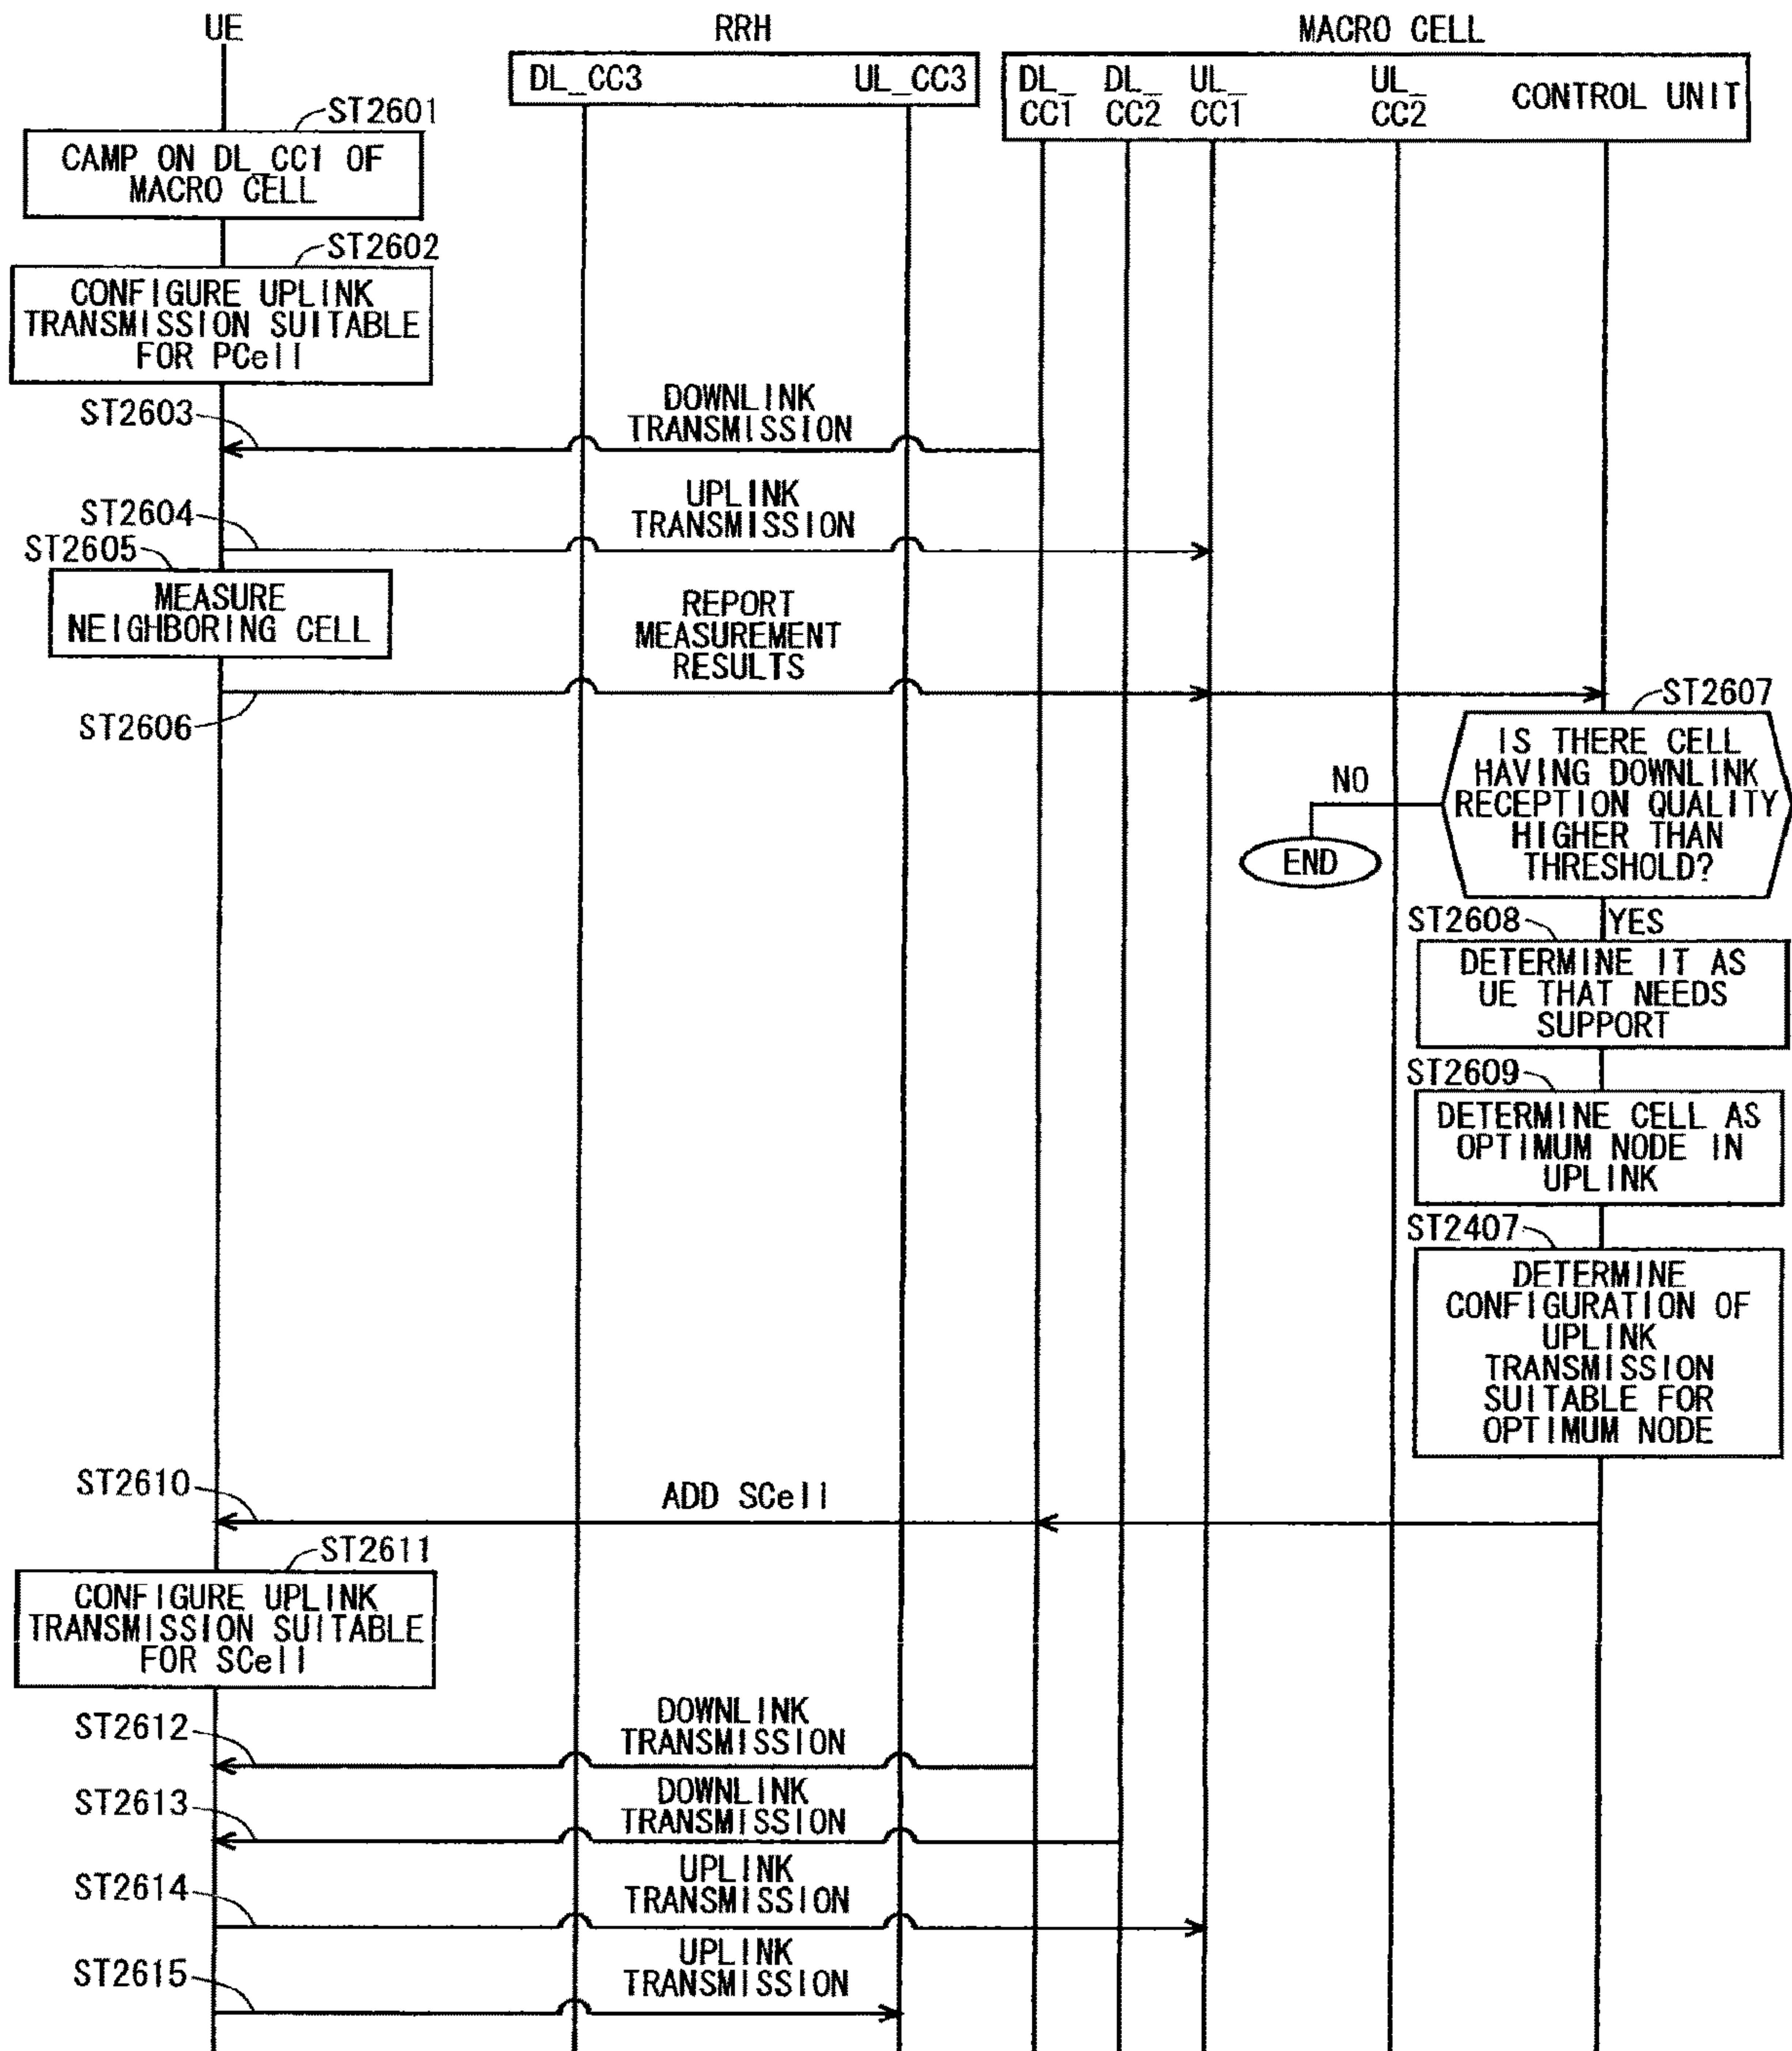 UE
RRH
MACRO CELL
DL_CC3
UL_CC3
DL_
CC1
DL_
CC2
UL_
CC1
UL_
CC2
CONTROL UNIT
ST2601
CAMP ON DL_CC1 OF
MACRO CELL
ST2602
CONFIGURE UPLINK
TRANSMISSION SUITABLE
FOR PCell
ST2603
DOWNLINK
TRANSMISSION
ST2604
UPLINK
TRANSMISSION
ST2605
MEASURE
NEIGHBORING CELL
REPORT
MEASUREMENT
RESULTS
ST2606
ST2607
IS THERE CELL
HAVING DOWNLINK
RECEPTION QUALITY
HIGHER THAN
THRESHOLD?
NO
END
YES
ST2608
DETERMINE IT AS
UE THAT NEEDS
SUPPORT
ST2609
DETERMINE CELL AS
OPTIMUM NODE IN
UPLINK
ST2407
DETERMINE
CONFIGURATION OF
UPLINK
TRANSMISSION
SUITABLE FOR
OPTIMUM NODE
ST2610
ADD SCell
ST2611
CONFIGURE UPLINK
TRANSMISSION SUITABLE
FOR SCell
ST2612
DOWNLINK
TRANSMISSION
ST2613
DOWNLINK
TRANSMISSION
ST2614
UPLINK
TRANSMISSION
ST2615
UPLINK
TRANSMISSION